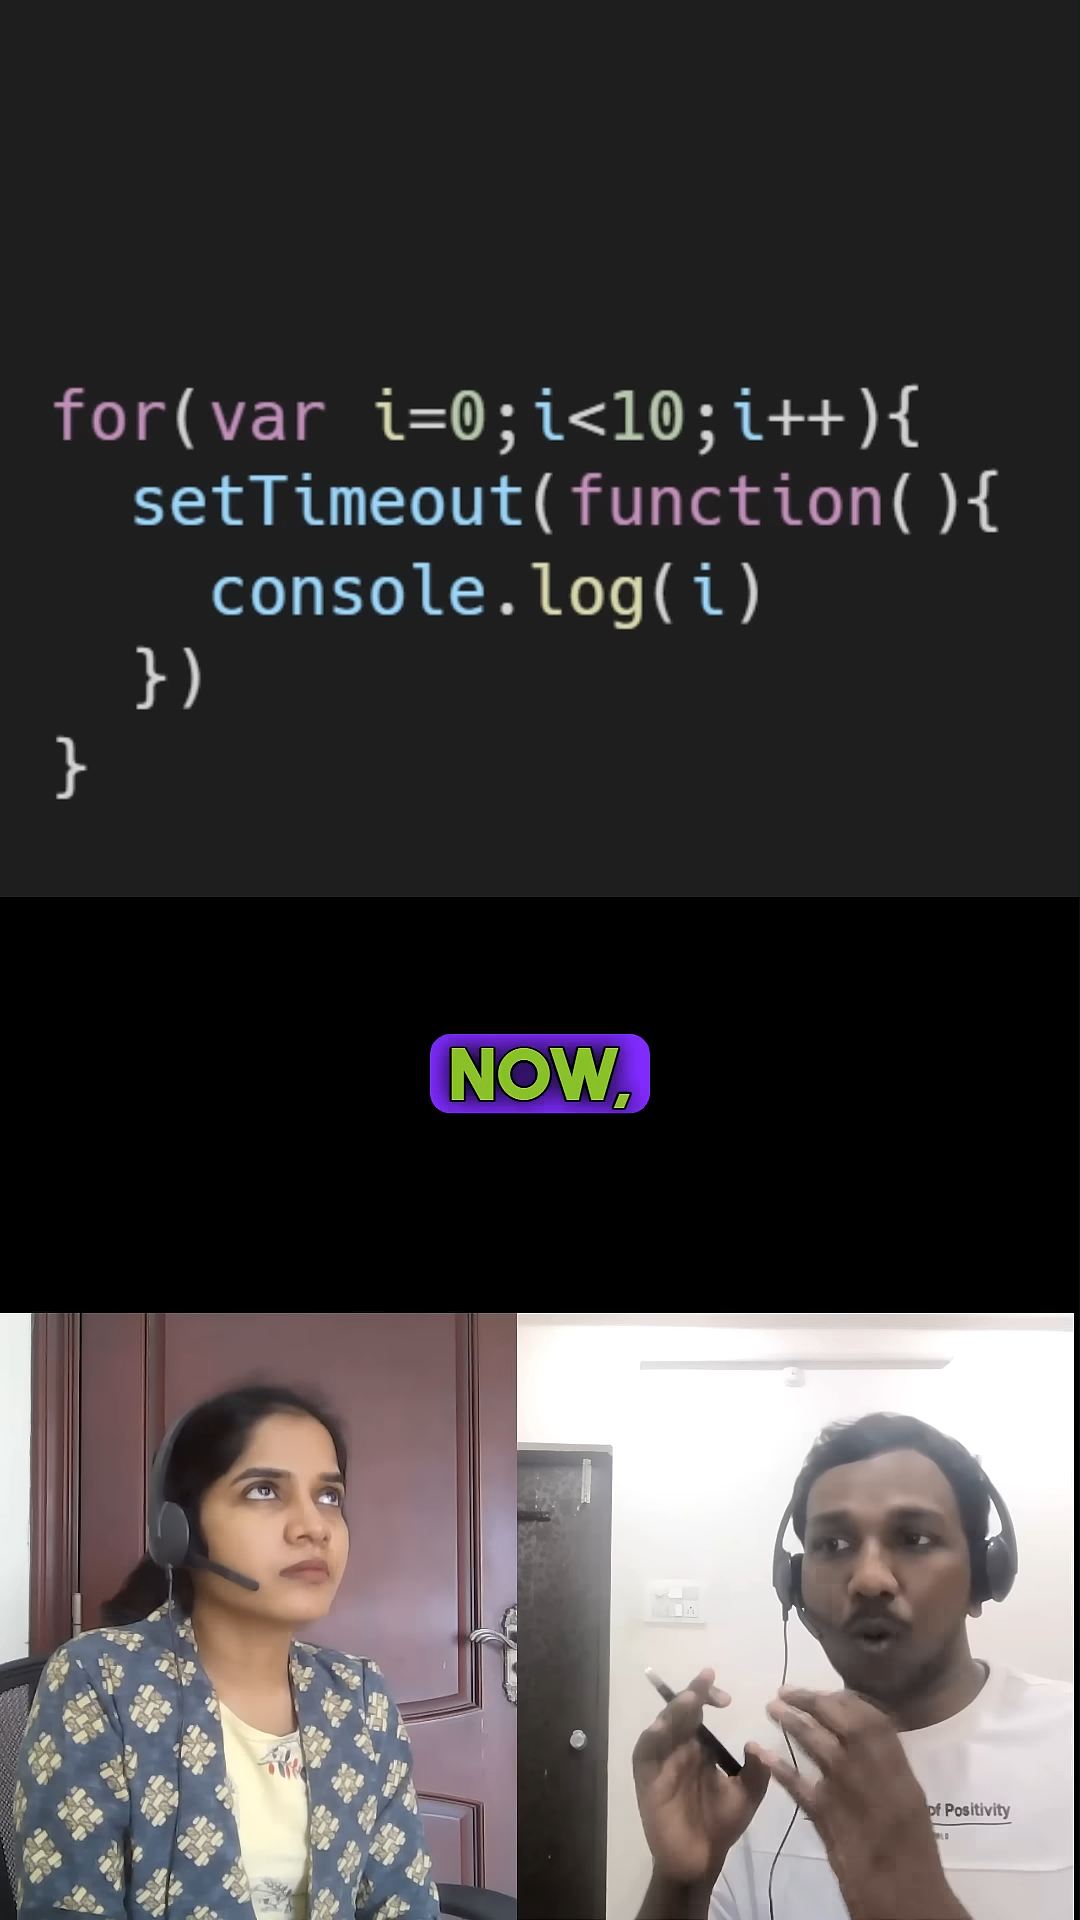 for(var i=0;i<10;i++){
setTimeout(function(){
console.log(i)
})
}
NOW,
of Positivity